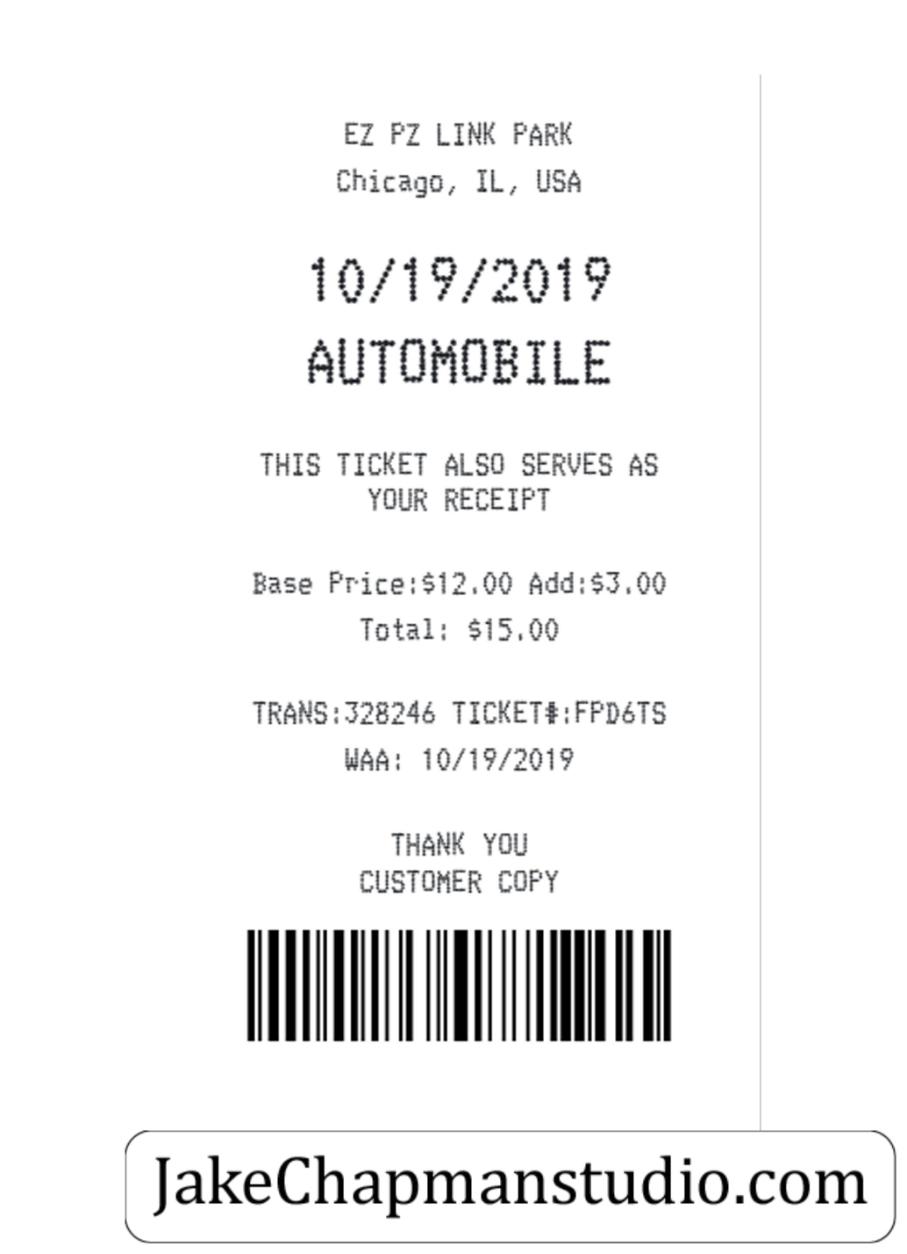 EZ PZ LINK PARK
Chicago, IL, USA
10/19/2019
AUTOMOBILE
THIS TICKET ALSO SERVES AS
YOUR RECEIPT
Base Price:$12.00 Add:$3.00
Total: $15.00
TRANS:328246 TICKET#:FPD6TS
WAA: 10/19/2019
THANK YOU
CUSTOMER COPY
JakeChapmanstudio.com